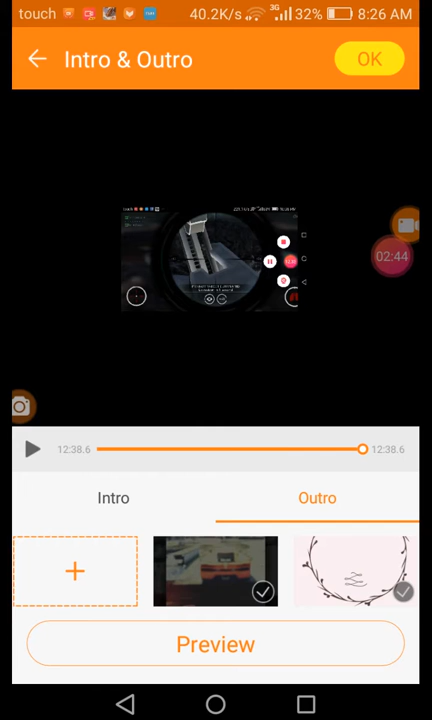 touch 40.2K/s 3G 32% 8:26 AM
Intro & Outro OK
02:44
12:38.6 12:38.6
Intro Outro
+
Preview